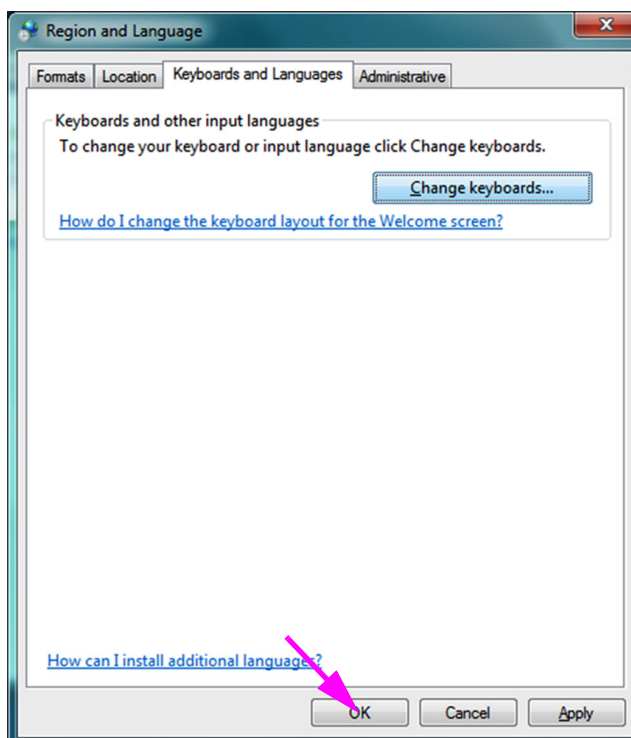 Region and Language
Formats Location Keyboards and Languages Administrative
Keyboards and other input languages
To change your keyboard or input language click Change keyboards.
Change keyboards...
How do I change the keyboard layout for the Welcome screen?
How can I install additional languages?
OK Cancel Apply